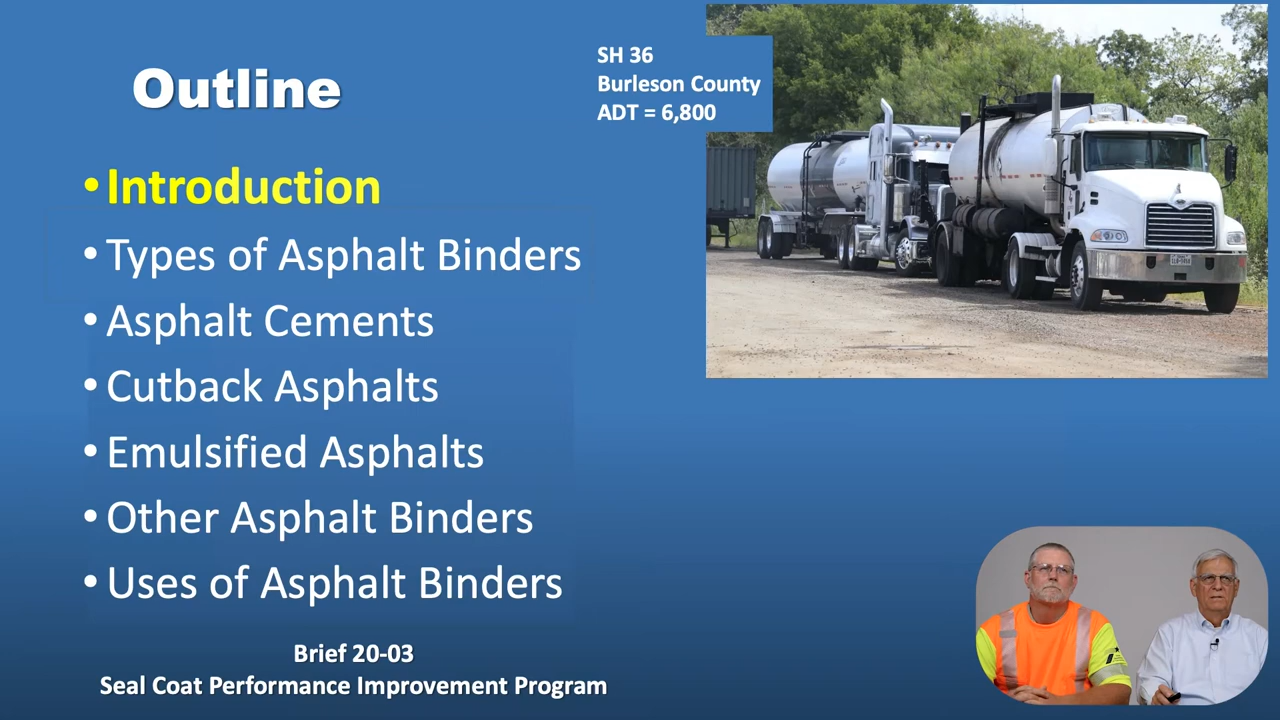 Outline
SH 36
Burleson County
ADT = 6,800
• Introduction
• Types of Asphalt Binders
• Asphalt Cements
• Cutback Asphalts
• Emulsified Asphalts
• Other Asphalt Binders
• Uses of Asphalt Binders
Brief 20-03
Seal Coat Performance Improvement Program